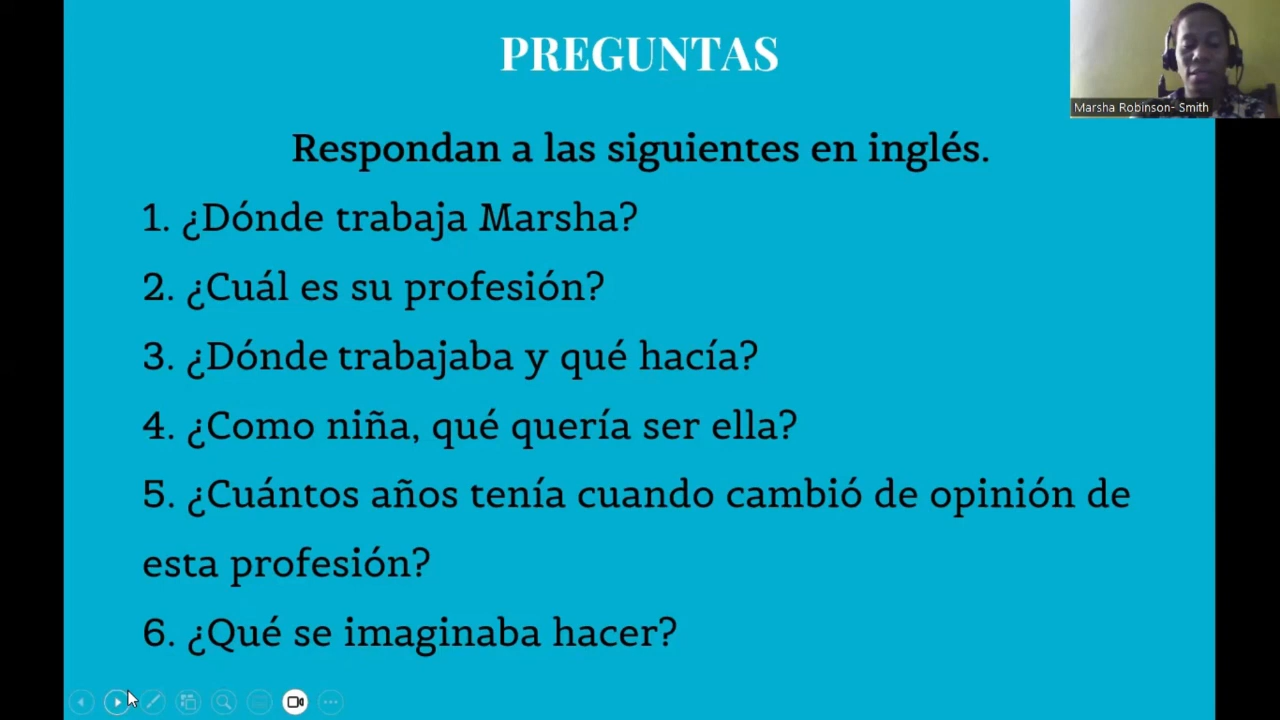 PREGUNTAS
Marsha Robinson- Smith
Respondan a las siguientes en inglés.
1. ¿Dónde trabaja Marsha?
2. ¿Cuál es su profesión?
3. ¿Dónde trabajaba y qué hacía?
4. ¿Como niña, qué quería ser ella?
5. ¿Cuántos años tenía cuando cambió de opinión de
esta profesión?
6. ¿Qué se imaginaba hacer?